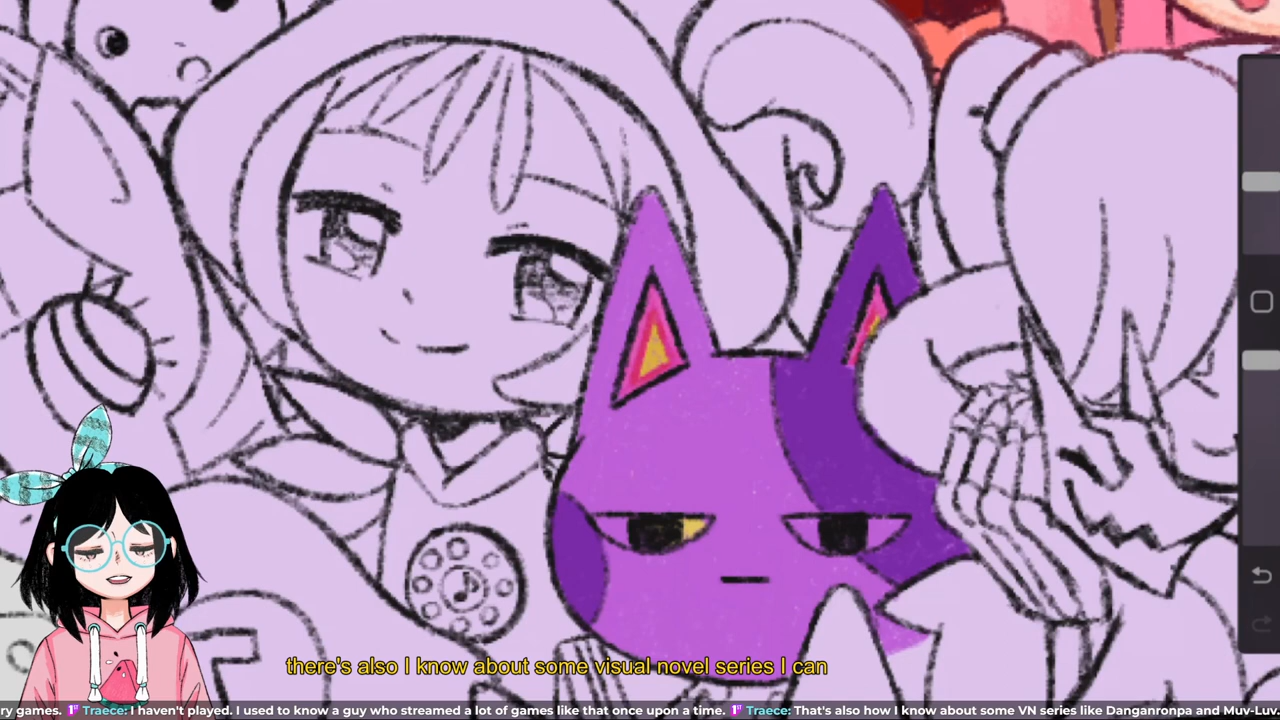 there's also I know about some visual novel series I can
ry games. Traece: I haven't played. I used to know a guy who streamed a lot of games like that once upon a time. Traece: That's also how I know about some VN series like Danganronpa and Muv-Luv.